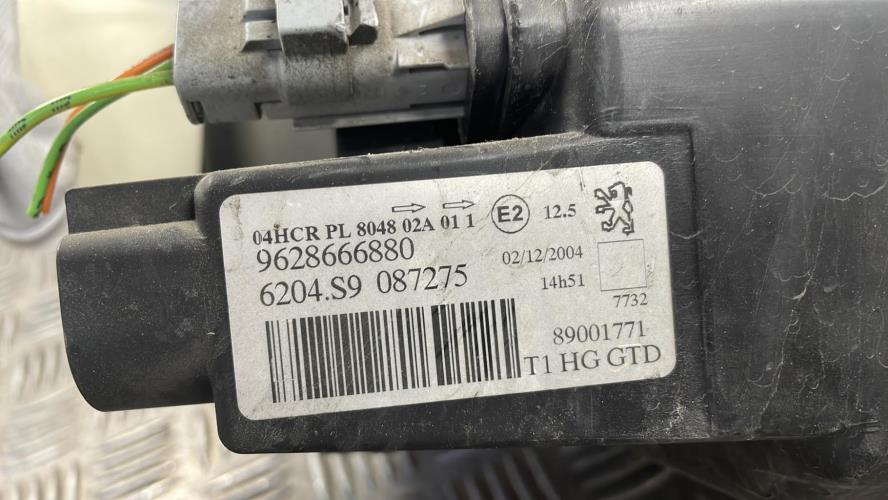 04HCR PL 8048 02A 01 1 E2 12.5
9628666880 02/12/2004
6204.S9 087275 14h51
7732
89001771
T1 HG GTD